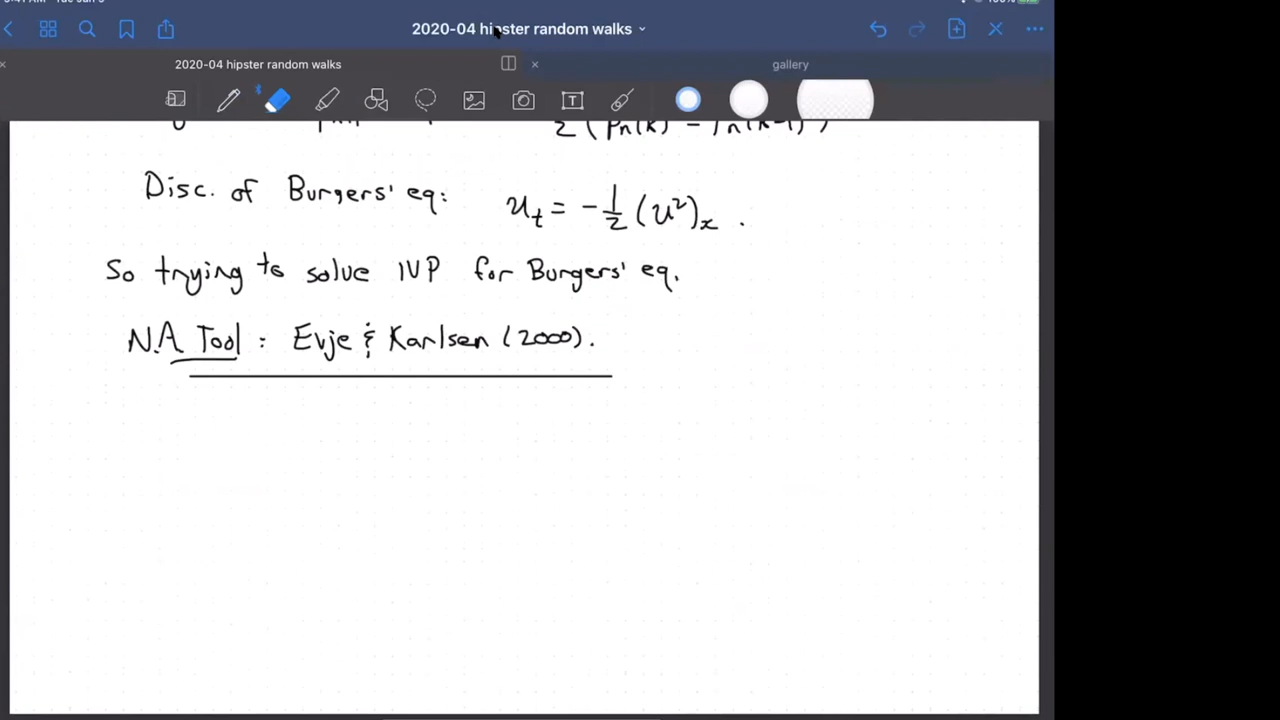 2020-04 hipster random walks
2020-04 hipster random walks
gallery
Disc. of Burgers' eq: u_t = -1/2 (u²)_x .
So trying to solve IVP for Burgers' eq.
N.A Tool : Evje & Karlsen (2000).